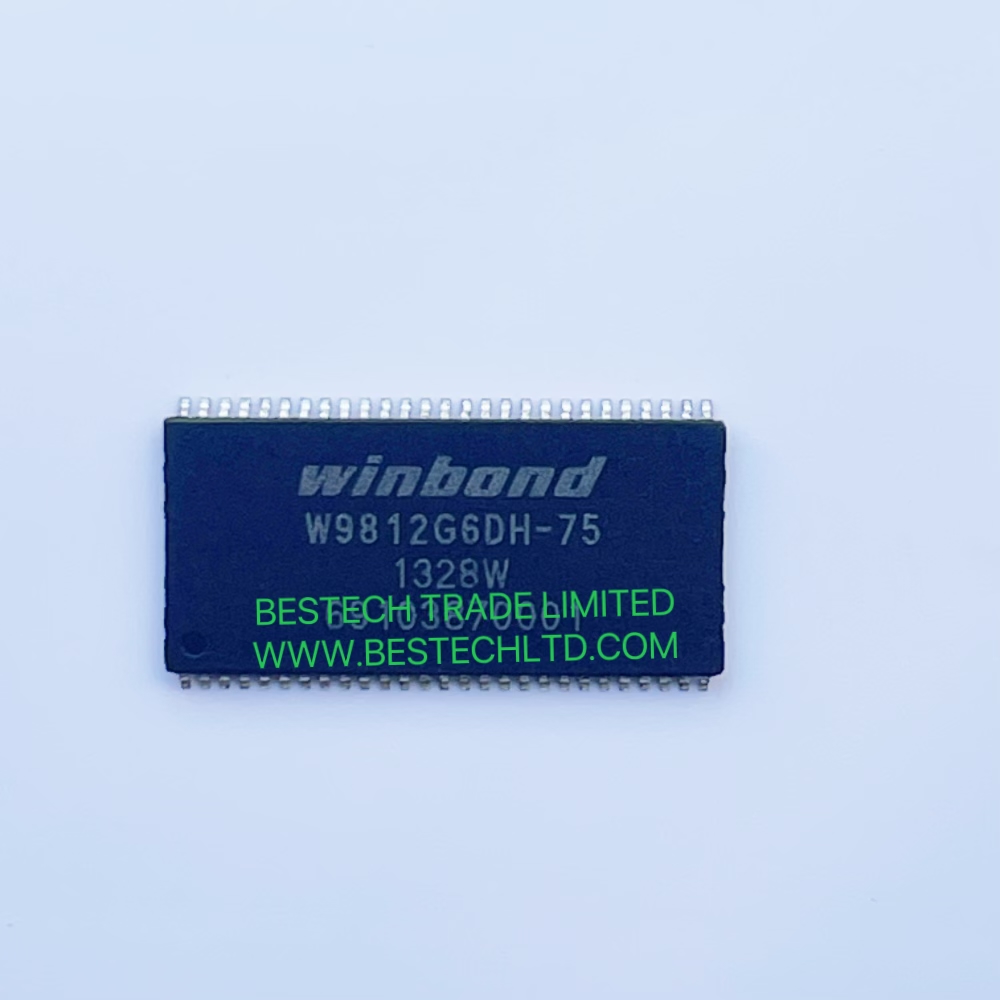 winbond
W9812G6DH-75
1328W
BESTECH TRADE LIMITED
WWW.BESTECHLTD.COM